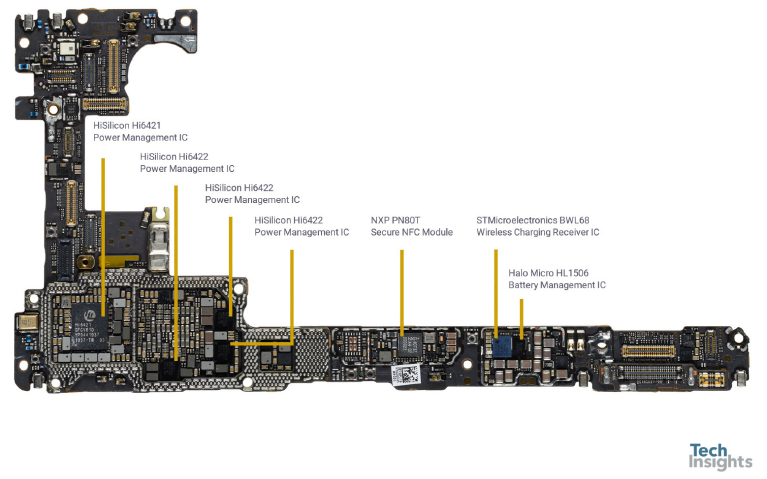 HiSilicon Hi6421
Power Management IC
HiSilicon Hi6422
Power Management IC
HiSilicon Hi6422
Power Management IC
HiSilicon Hi6422
Power Management IC
NXP PN80T
Secure NFC Module
STMicroelectronics BWL68
Wireless Charging Receiver IC
Halo Micro HL1506
Battery Management IC
Hi6421
Tech
Insights